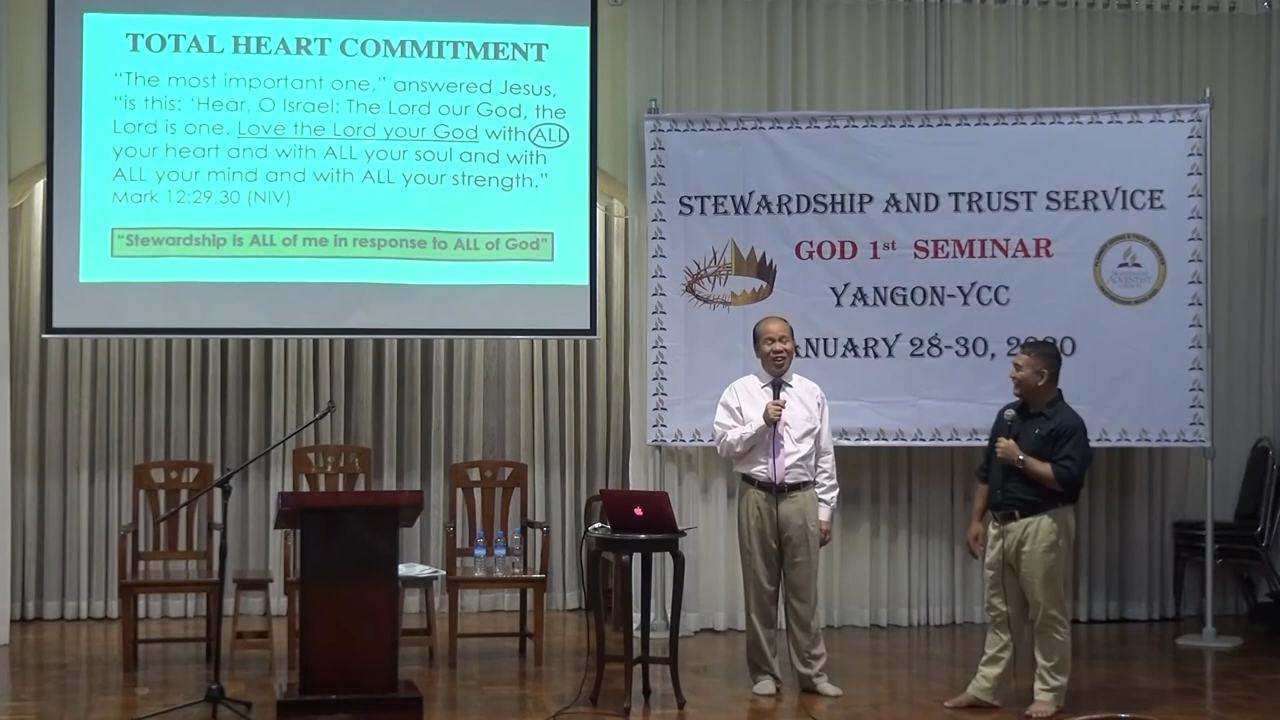 TOTAL HEART COMMITMENT
“The most important one,” answered Jesus,
“is this: ‘Hear, O Israel: The Lord our God, the
Lord is one. Love the Lord your God with ALL
your heart and with ALL your soul and with
ALL your mind and with ALL your strength.”
Mark 12:29,30 (NIV)
“Stewardship is ALL of me in response to ALL of God”
STEWARDSHIP AND TRUST SERVICE
GOD 1st SEMINAR
YANGON-YCC
ANUARY 28-30, 2020
ADVENTIST